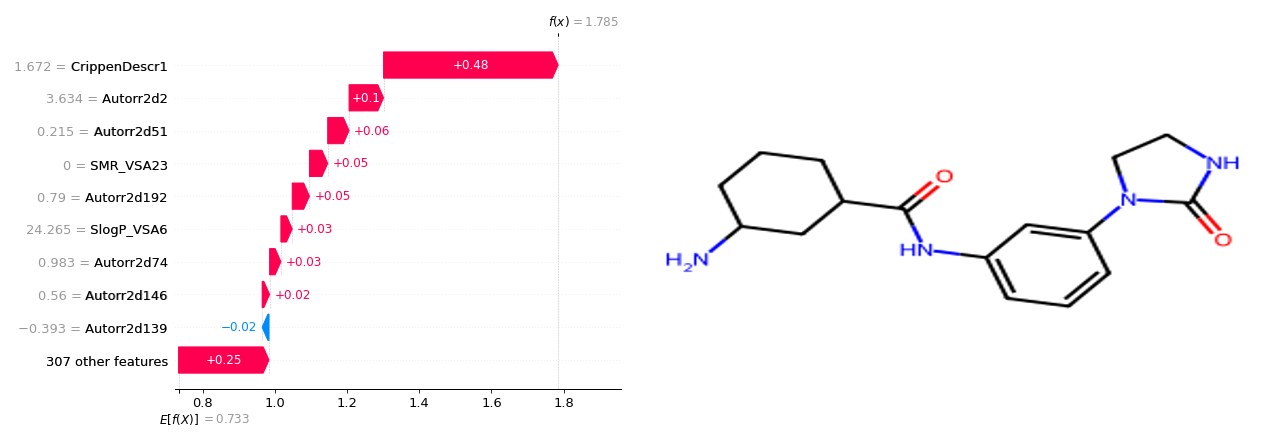 f(x) = 1.785
1.672 = CrippenDescr1
+0.48
3.634 = Autorr2d2
+0.1
0.215 = Autorr2d51
+0.06
0 = SMR_VSA23
+0.05
0.79 = Autorr2d192
+0.05
24.265 = SlogP_VSA6
+0.03
0.983 = Autorr2d74
+0.03
0.56 = Autorr2d146
+0.02
−0.393 = Autorr2d139
−0.02
307 other features
+0.25
0.8 1.0 1.2 1.4 1.6 1.8
E[f(X)] = 0.733
O
NH
N
HN
O
H2N